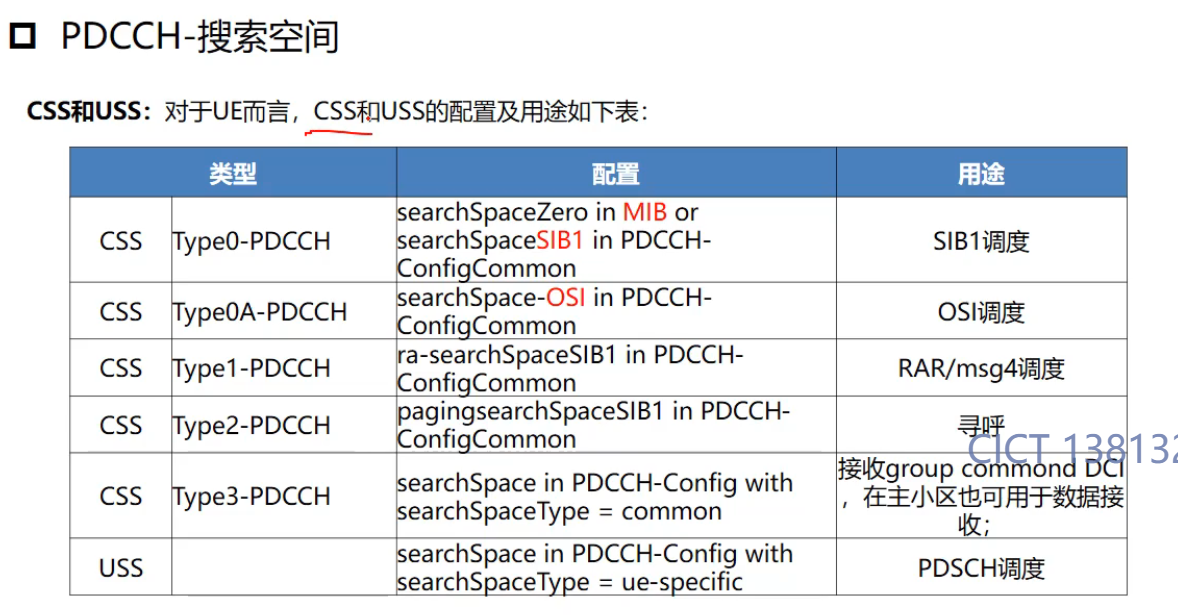 PDCCH-搜索空间
CSS和USS：对于UE而言，CSS和USS的配置及用途如下表：
类型 配置 用途
CSS Type0-PDCCH searchSpaceZero in MIB or
searchSpaceSIB1 in PDCCH-
ConfigCommon
SIB1调度
CSS Type0A-PDCCH searchSpace-OSI in PDCCH-
ConfigCommon
OSI调度
CSS Type1-PDCCH ra-searchSpaceSIB1 in PDCCH-
ConfigCommon
RAR/msg4调度
CSS Type2-PDCCH pagingsearchSpaceSIB1 in PDCCH-
ConfigCommon
寻呼
CICT 138132
CSS Type3-PDCCH searchSpace in PDCCH-Config with
searchSpaceType = common
接收group commond DCI
，在主小区也可用于数据接
收；
USS searchSpace in PDCCH-Config with
searchSpaceType = ue-specific
PDSCH调度